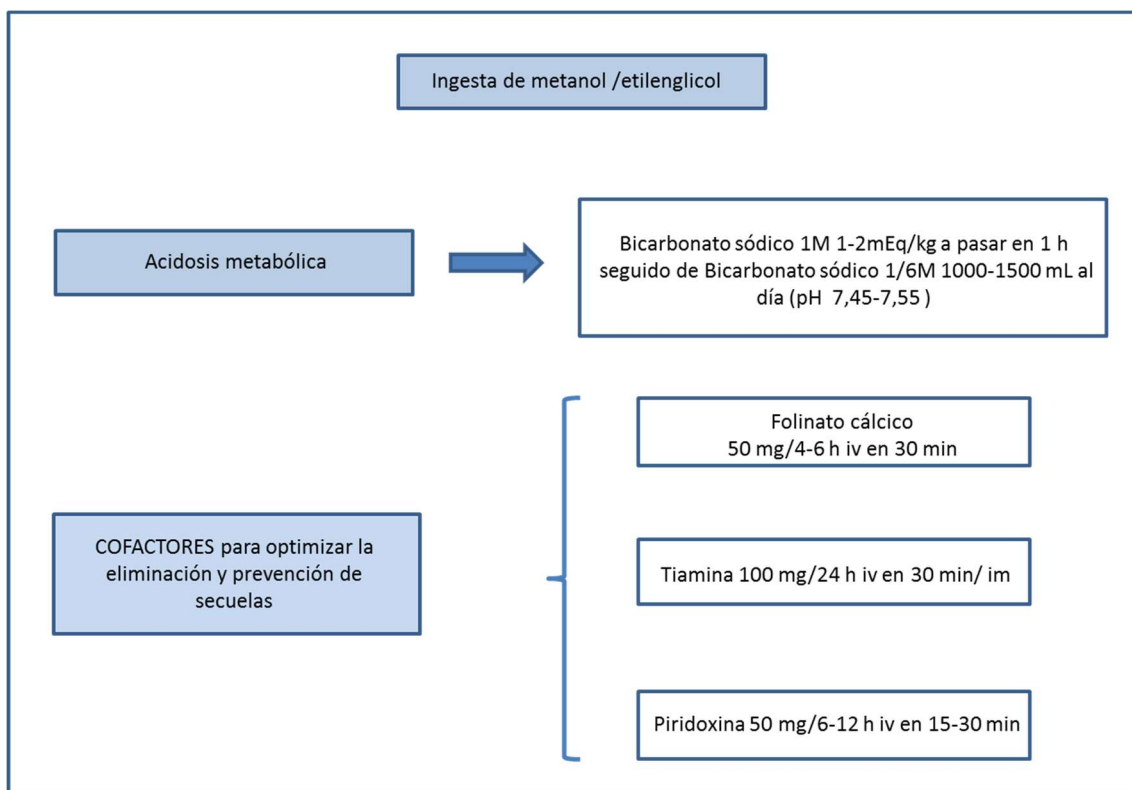 Ingesta de metanol /etilenglicol
Acidosis metabólica
Bicarbonato sódico 1M 1-2mEq/kg a pasar en 1 h
seguido de Bicarbonato sódico 1/6M 1000-1500 mL al
día (pH 7,45-7,55 )
COFACTORES para optimizar la
eliminación y prevención de
secuelas
Folinato cálcico
50 mg/4-6 h iv en 30 min
Tiamina 100 mg/24 h iv en 30 min/ im
Piridoxina 50 mg/6-12 h iv en 15-30 min